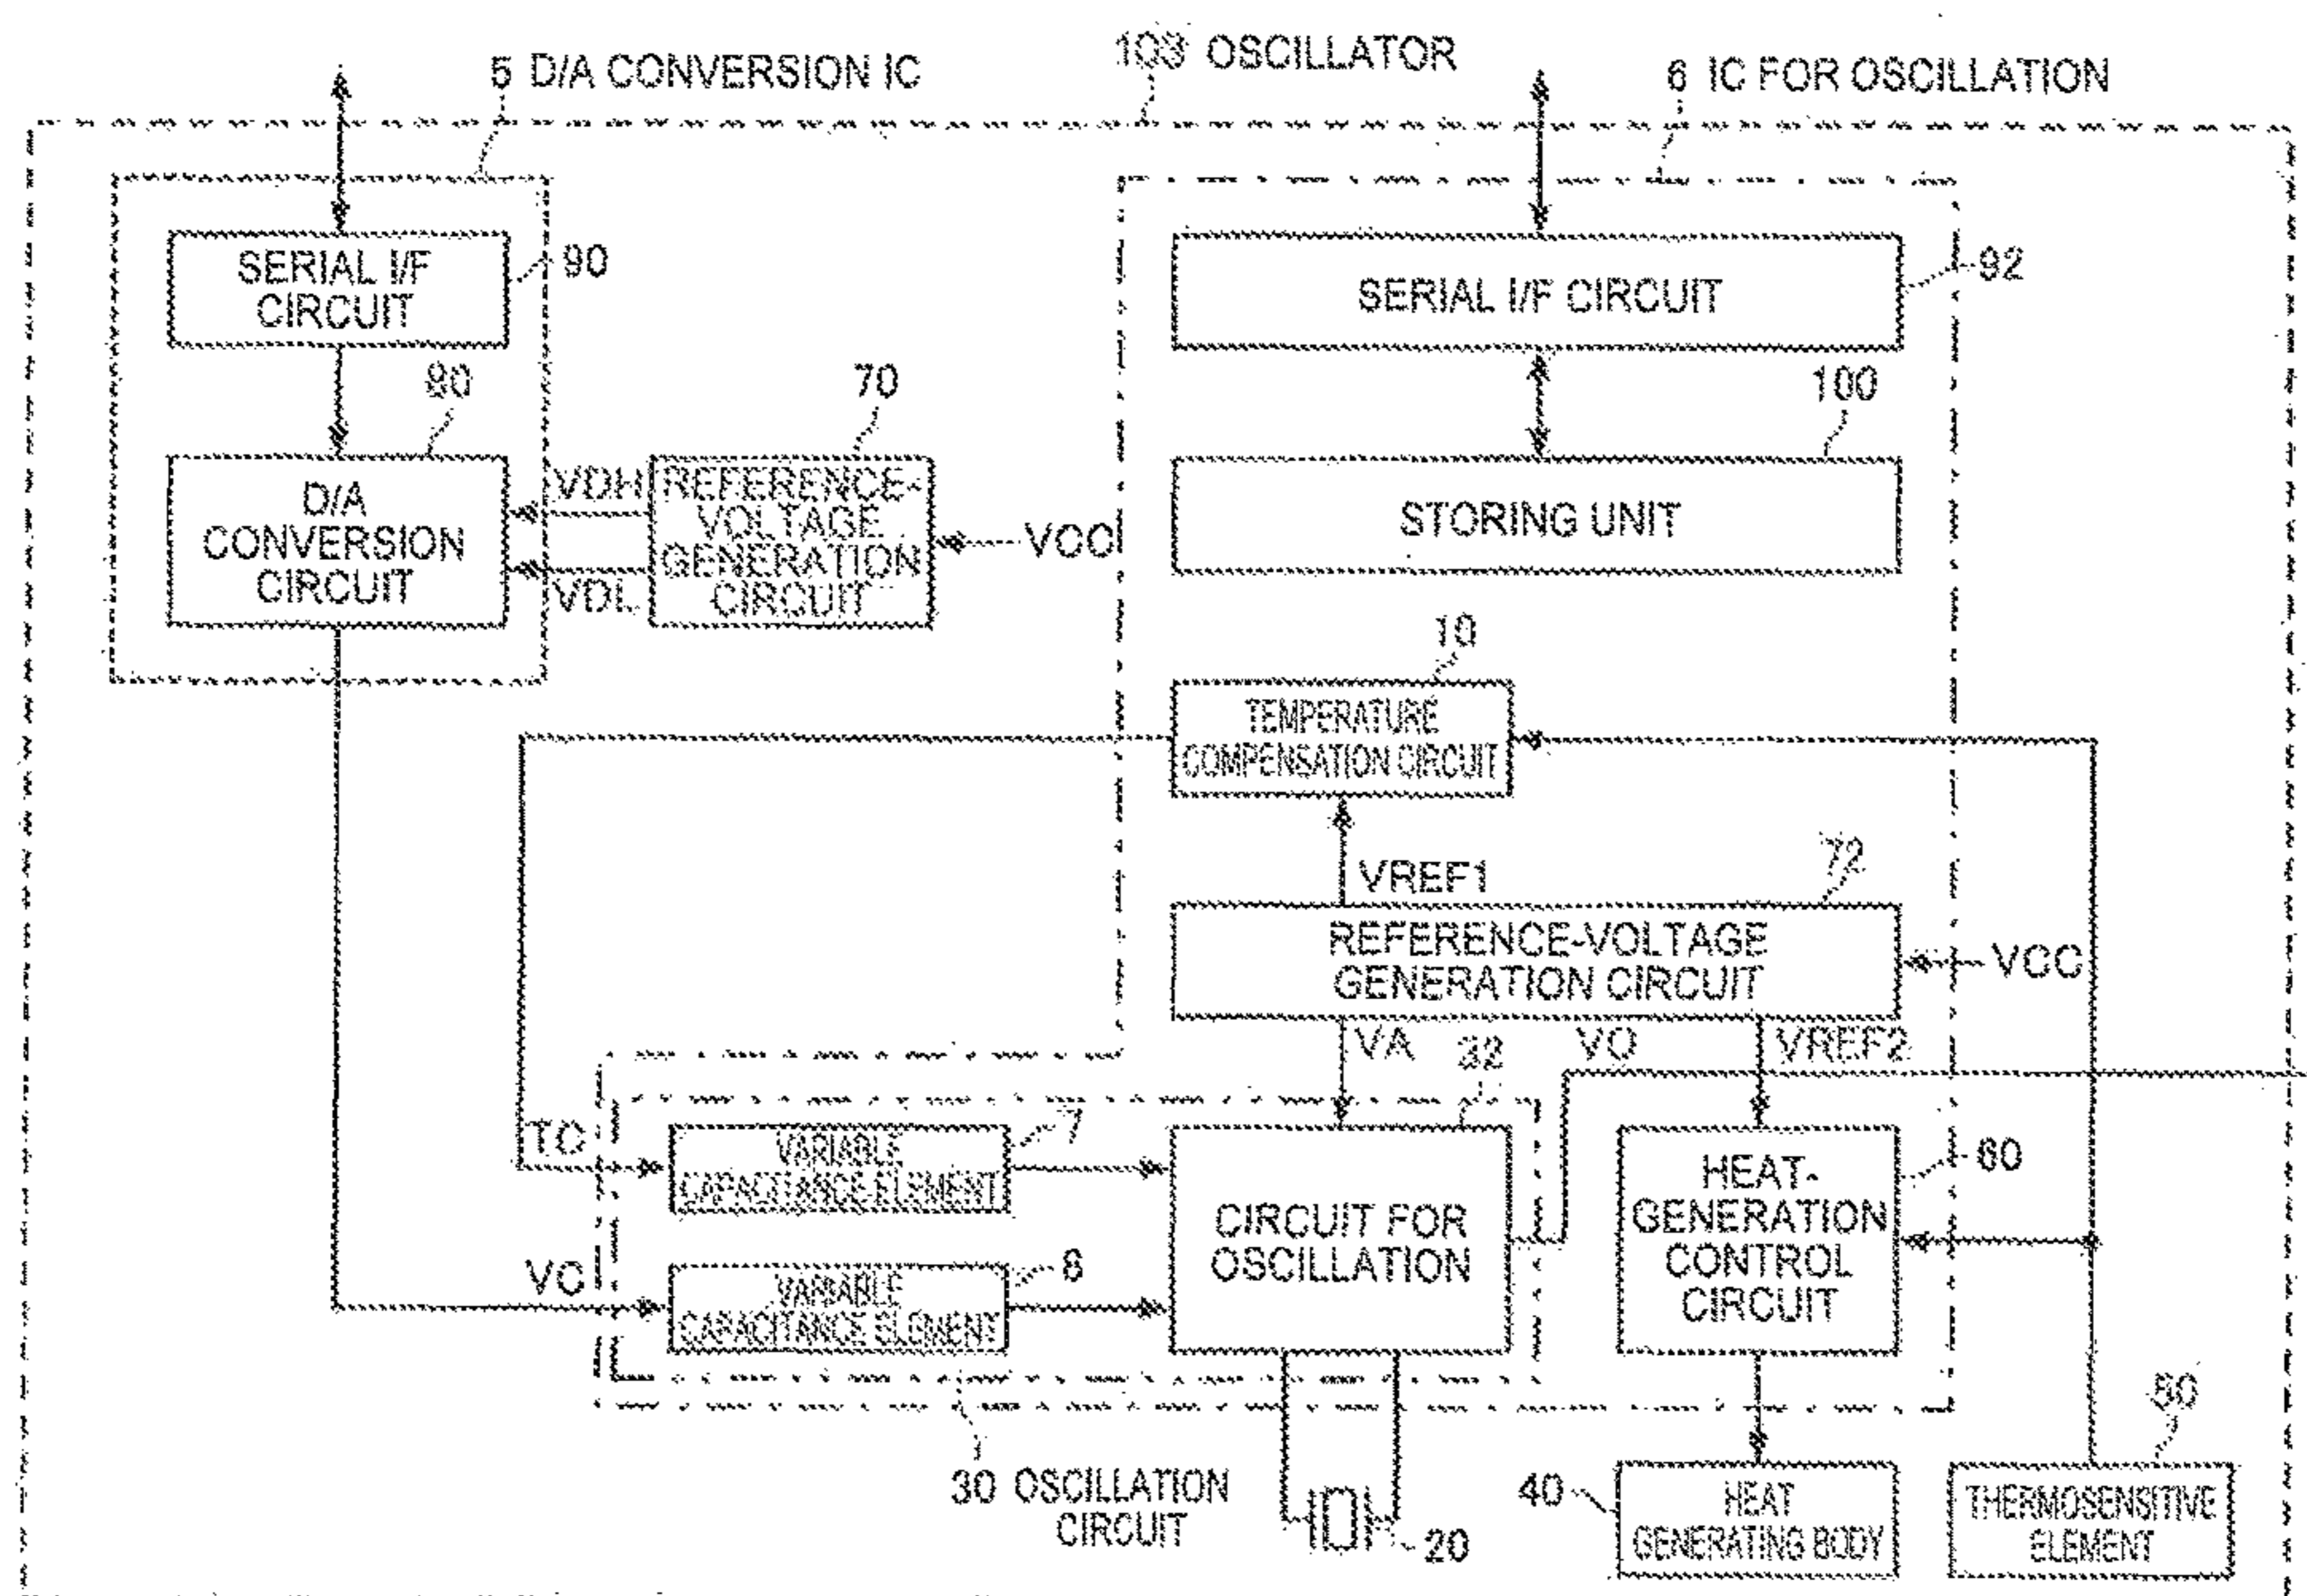 103 OSCILLATOR
5 D/A CONVERSION IC
6 IC FOR OSCILLATION
SERIAL I/F
CIRCUIT
90
SERIAL I/F CIRCUIT
92
80
70
100
D/A
CONVERSION
CIRCUIT
VDH
VDL
REFERENCE-
VOLTAGE
GENERATION
CIRCUIT
VCC
STORING UNIT
10
TEMPERATURE
COMPENSATION CIRCUIT
VREF1
72
REFERENCE-VOLTAGE
GENERATION CIRCUIT
VCC
VA
32
VO
VREF2
TC
VARIABLE
CAPACITANCE ELEMENT
7
CIRCUIT FOR
OSCILLATION
HEAT-
GENERATION
CONTROL
CIRCUIT
60
VC
VARIABLE
CAPACITANCE ELEMENT
8
30 OSCILLATION
CIRCUIT
20
40
HEAT
GENERATING BODY
50
THERMOSENSITIVE
ELEMENT